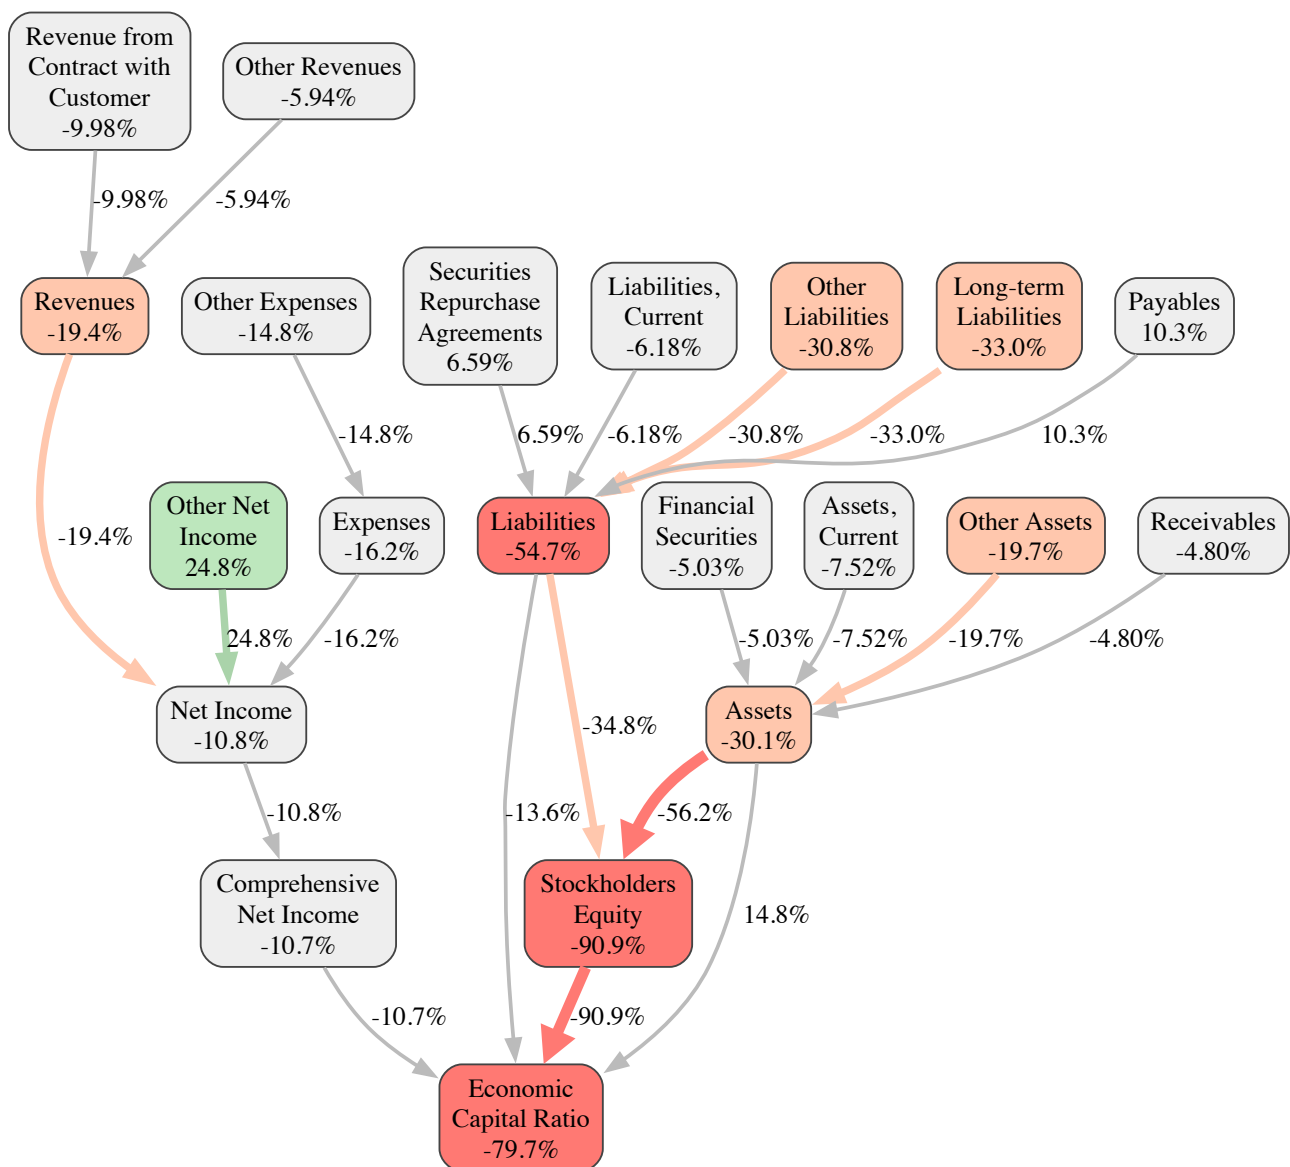 Revenue from
Contract with
Customer
-9.98%
Other Revenues
-5.94%
-9.98%
-5.94%
Revenues
-19.4%
Other Expenses
-14.8%
Securities
Repurchase
Agreements
6.59%
Liabilities,
Current
-6.18%
Other
Liabilities
-30.8%
Long-term
Liabilities
-33.0%
Payables
10.3%
-14.8%
6.59%
-6.18%
-30.8%
-33.0%
10.3%
-19.4%
Other Net
Income
24.8%
Expenses
-16.2%
Liabilities
-54.7%
Financial
Securities
-5.03%
Assets,
Current
-7.52%
Other Assets
-19.7%
Receivables
-4.80%
24.8%
-16.2%
-5.03%
-7.52%
-19.7%
-4.80%
Net Income
-10.8%
-34.8%
Assets
-30.1%
-10.8%
-13.6%
-56.2%
Comprehensive
Net Income
-10.7%
Stockholders
Equity
-90.9%
14.8%
-10.7%
-90.9%
Economic
Capital Ratio
-79.7%